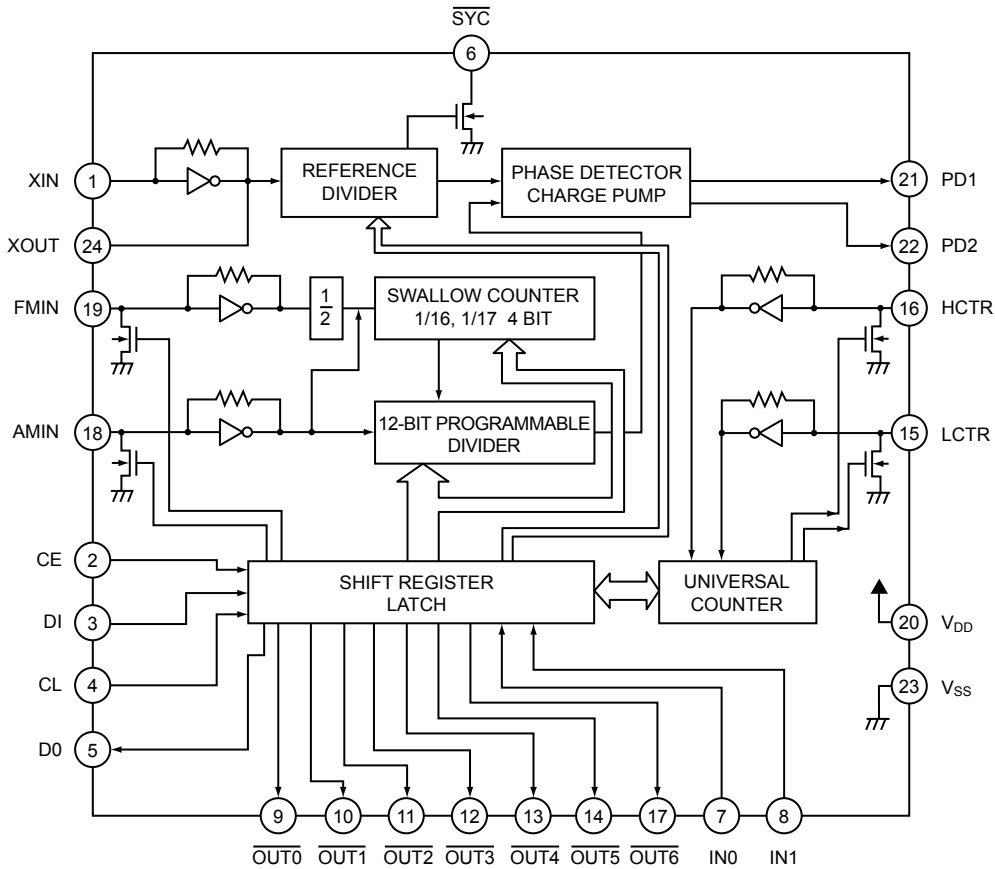 SYC
6
XIN
1
REFERENCE
DIVIDER
PHASE DETECTOR
CHARGE PUMP
21
PD1
XOUT
24
22
PD2
FMIN
19
1
2
SWALLOW COUNTER
1/16, 1/17 4 BIT
16
HCTR
AMIN
18
12-BIT PROGRAMMABLE
DIVIDER
15
LCTR
CE
2
SHIFT REGISTER
LATCH
UNIVERSAL
COUNTER
DI
3
20
VDD
CL
4
23
VSS
D0
5
9
10
11
12
13
14
17
7
8
OUT0
OUT1
OUT2
OUT3
OUT4
OUT5
OUT6
IN0
IN1